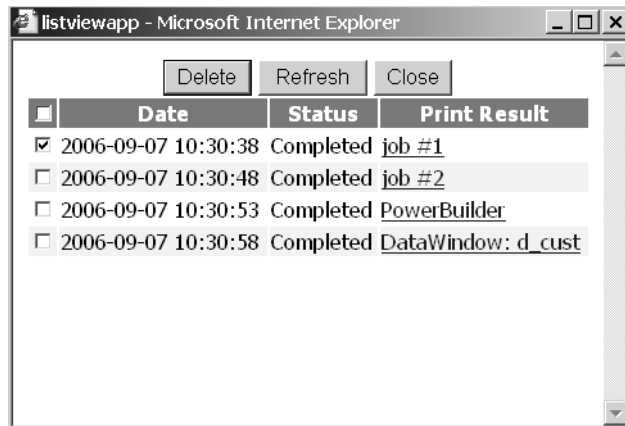 listviewapp - Microsoft Internet Explorer
Delete Refresh Close
Date Status Print Result
2006-09-07 10:30:38 Completed job #1
2006-09-07 10:30:48 Completed job #2
2006-09-07 10:30:53 Completed PowerBuilder
2006-09-07 10:30:58 Completed DataWindow: d_cust